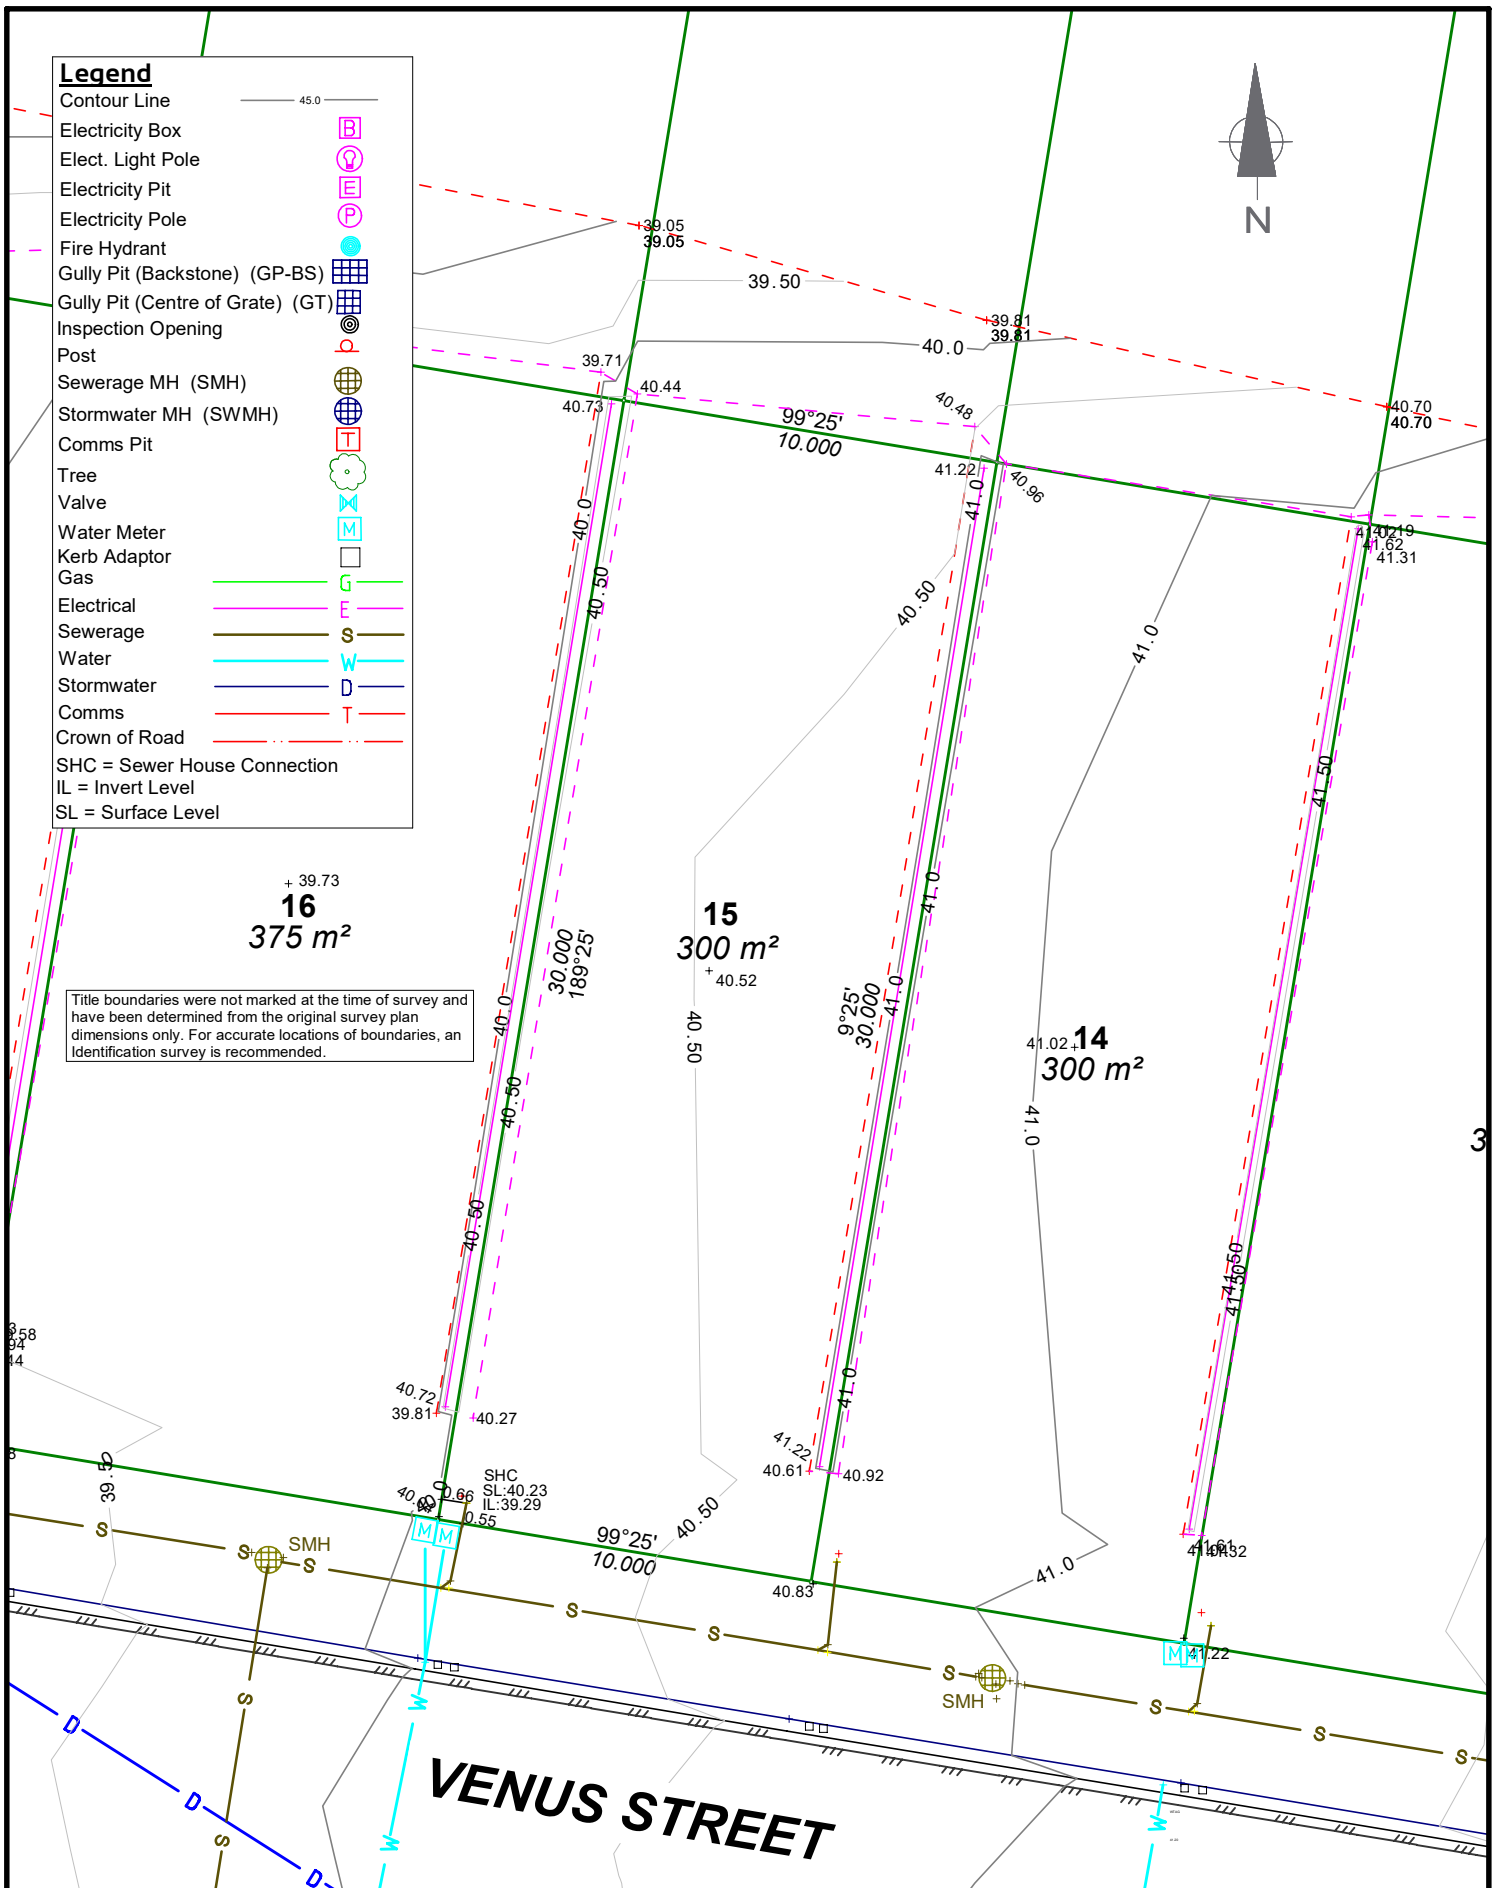 Legend
Contour Line 45.0
Electricity Box B
Elect. Light Pole
Electricity Pit E
Electricity Pole P
Fire Hydrant
Gully Pit (Backstone) (GP-BS)
Gully Pit (Centre of Grate) (GT)
Inspection Opening
Post
Sewerage MH (SMH)
Stormwater MH (SWMH)
Comms Pit T
Tree
Valve
Water Meter M
Kerb Adaptor
Gas G
Electrical E
Sewerage S
Water W
Stormwater D
Comms T
Crown of Road
SHC = Sewer House Connection
IL = Invert Level
SL = Surface Level
N
39.05
39.05
39.50
39.81
39.81
40.0
39.71
40.44
40.73
40.48
99°25'
10.000
40.70
40.70
41.22
40.96
41.0
40.0
40.50
40.50
41.0
41.19
41.62
41.31
41.50
39.73
16
375 m²
15
300 m²
40.52
41.0
30.000
189°25'
9°25'
30.000
41.0
40.0
40.50
41.02
14
300 m²
41.0
Title boundaries were not marked at the time of survey and
have been determined from the original survey plan
dimensions only. For accurate locations of boundaries, an
Identification survey is recommended.
40.50
40.50
41.50
41.50
3
.58
94
44
40.72
39.81
40.27
41.0
41.22
40.61
40.92
8
39.50
40.0
0.66
0.55
SHC
SL:40.23
IL:39.29
40.50
99°25'
10.000
40.83
41.0
41.61
41.22
M
M
M
SMH
SMH
S
S
S
S
S
S
S
S
S
S
S
W
W
W
D
D
D
VENUS STREET